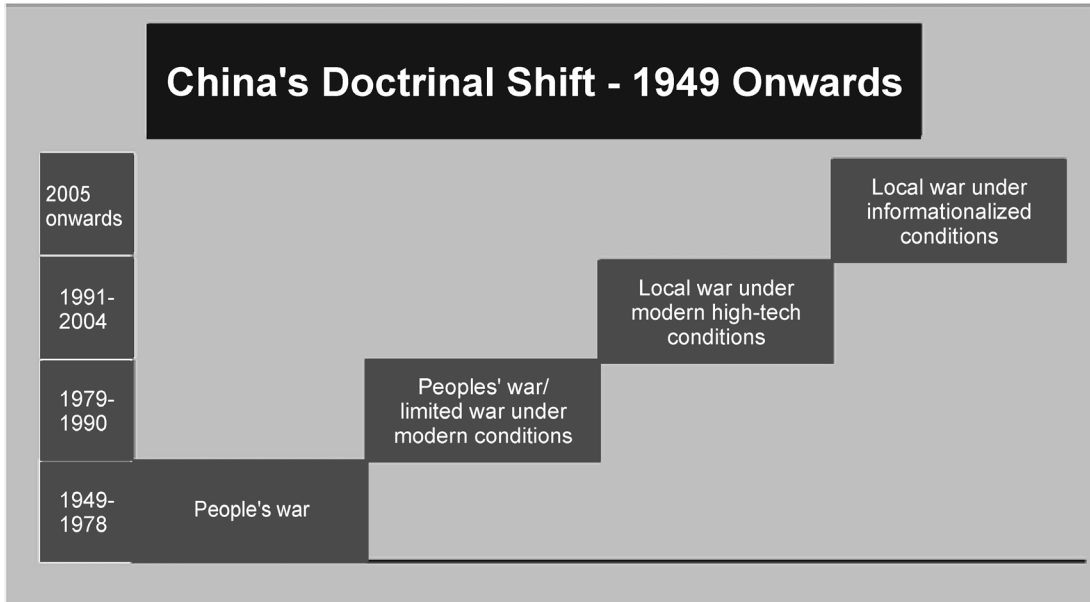 China's Doctrinal Shift - 1949 Onwards
2005
onwards
Local war under
informationalized
conditions
1991-
2004
Local war under
modern high-tech
conditions
1979-
1990
Peoples' war/
limited war under
modern conditions
1949-
1978
People's war